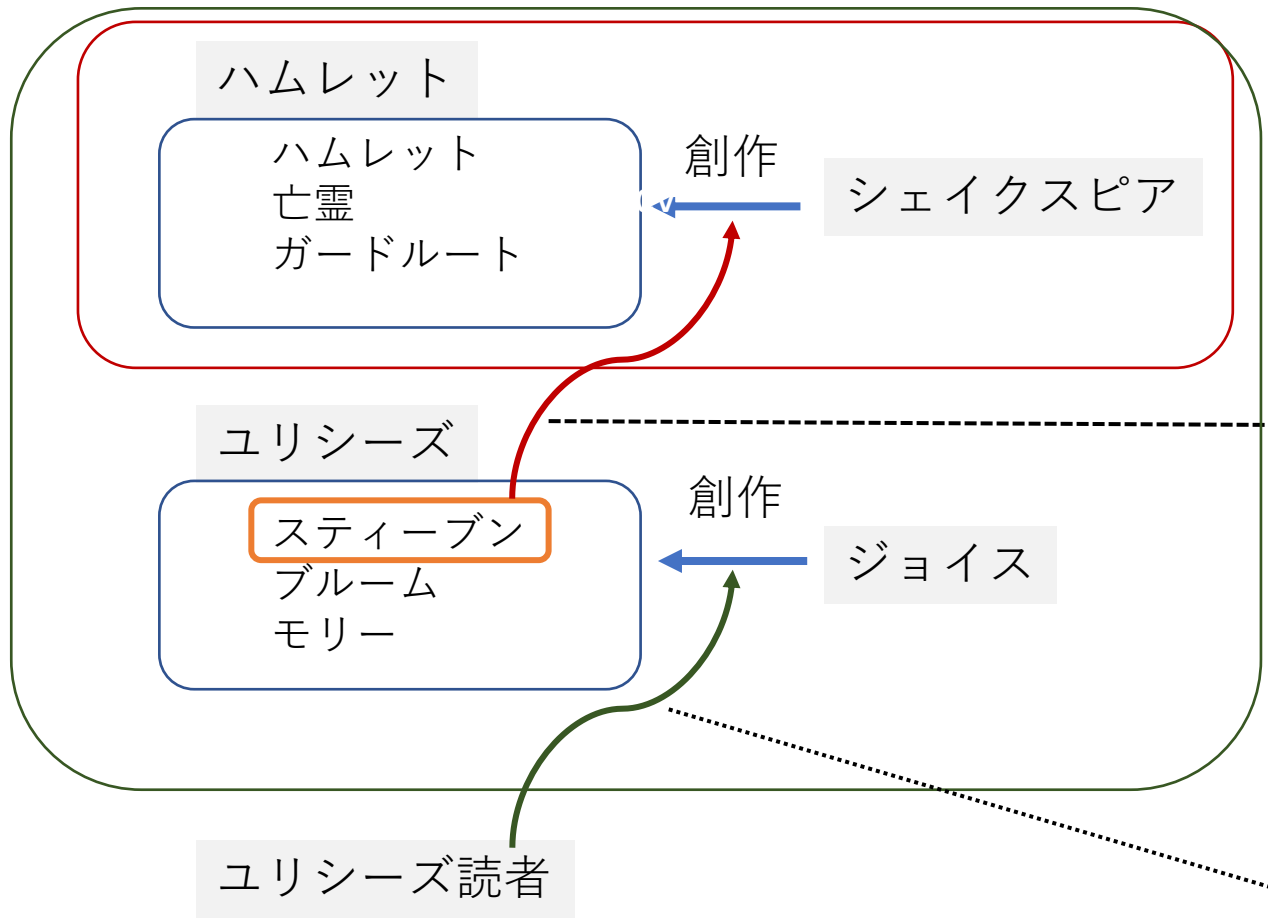 ハムレット
ハムレット
亡霊
ガードルート
創作
シェイクスピア
ユリシーズ
スティーブン
ブルーム
モリー
創作
ジョイス
ユリシーズ読者